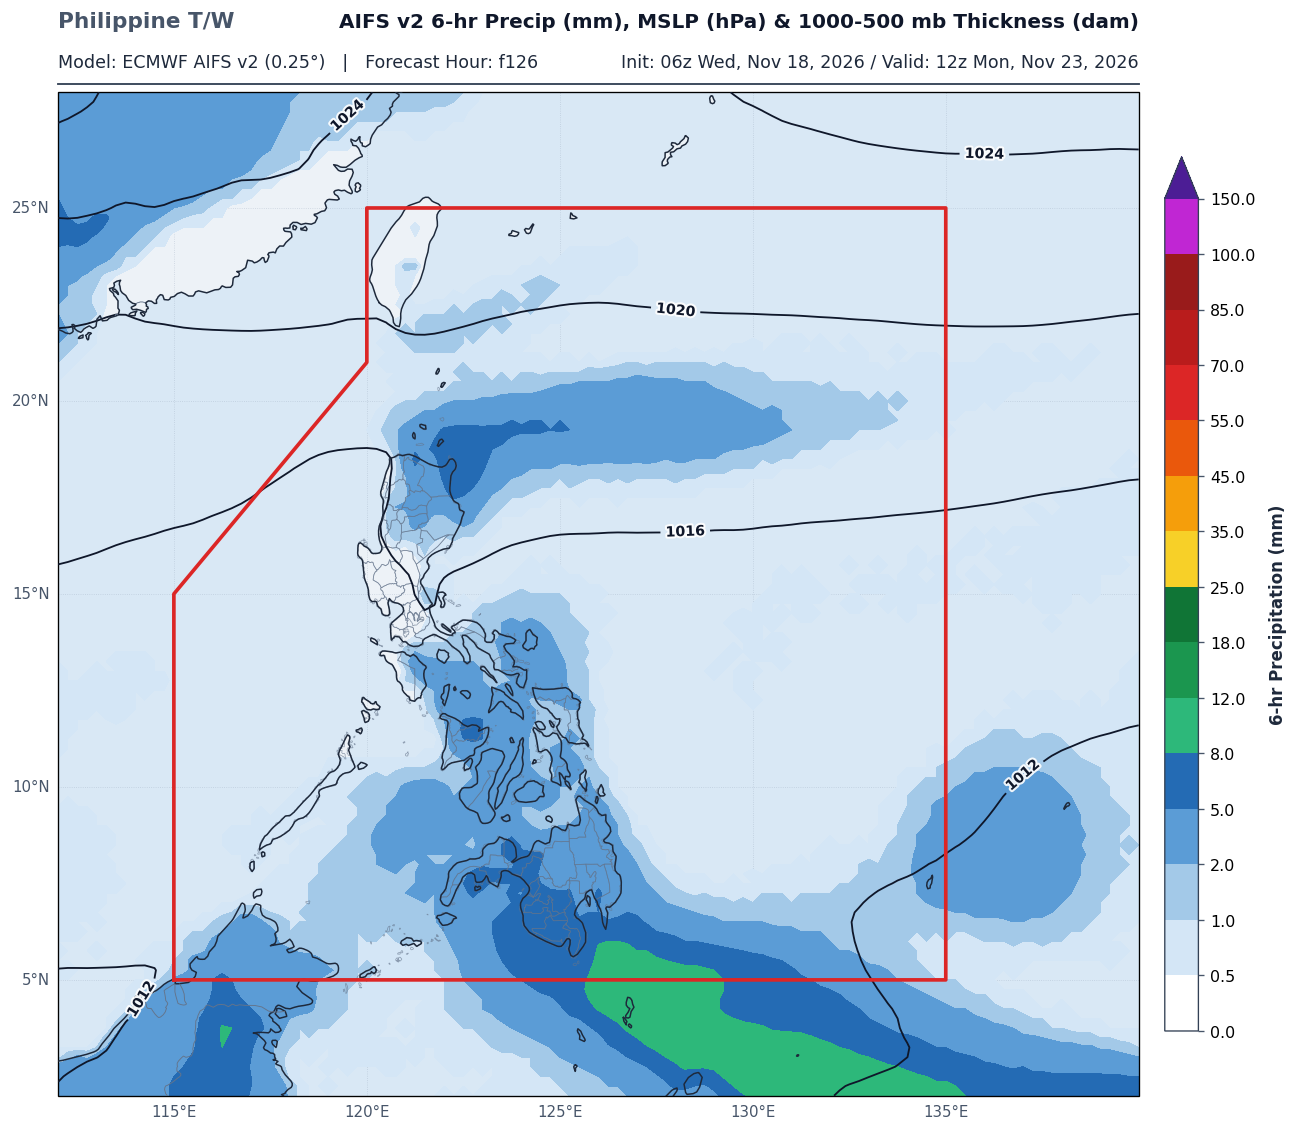 Philippine T/W
AIFS v2 6-hr Precip (mm), MSLP (hPa) & 1000-500 mb Thickness (dam)
Model: ECMWF AIFS v2 (0.25°) | Forecast Hour: f126
Init: 06z Wed, Nov 18, 2026 / Valid: 12z Mon, Nov 23, 2026
1024
1024
25°N
1020
20°N
1016
15°N
1012
10°N
1012
5°N
115°E
120°E
125°E
130°E
135°E
150.0
100.0
85.0
70.0
55.0
45.0
35.0
25.0
18.0
12.0
8.0
5.0
2.0
1.0
0.5
0.0
6-hr Precipitation (mm)